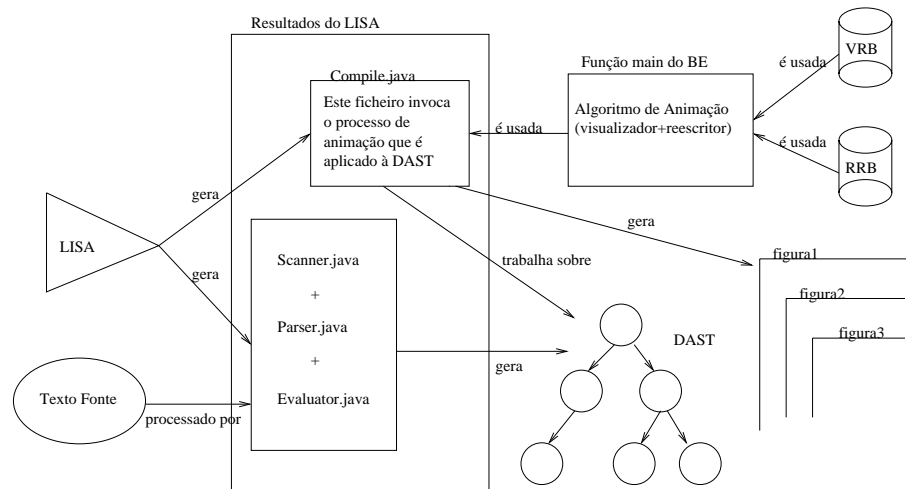 Resultados do LISA
VRB
é usada
Função main do BE
Compile.java
Este ficheiro invoca
o processo de
animação que é
aplicado à DAST
é usada
Algoritmo de Animação
(visualizador+reescritor)
é usada
RRB
gera
gera
LISA
gera
Scanner.java
+
Parser.java
+
Evaluator.java
trabalha sobre
figura1
figura2
figura3
DAST
gera
Texto Fonte
processado por